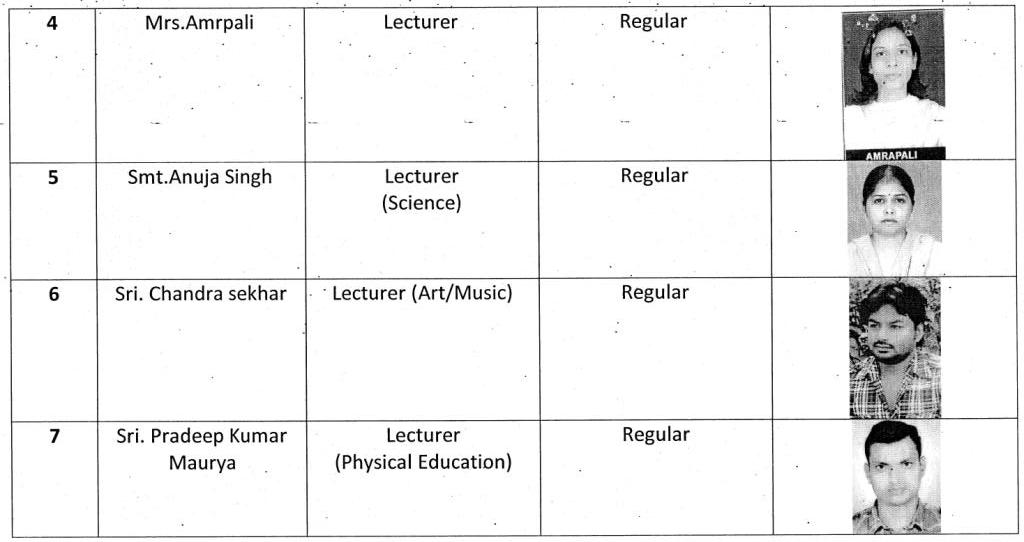 4 Mrs.Amrpali Lecturer Regular
AMRAPALI
5 Smt.Anuja Singh Lecturer Regular
(Science)
6 Sri. Chandra sekhar Lecturer (Art/Music) Regular
7 Sri. Pradeep Kumar Lecturer Regular
Maurya (Physical Education)